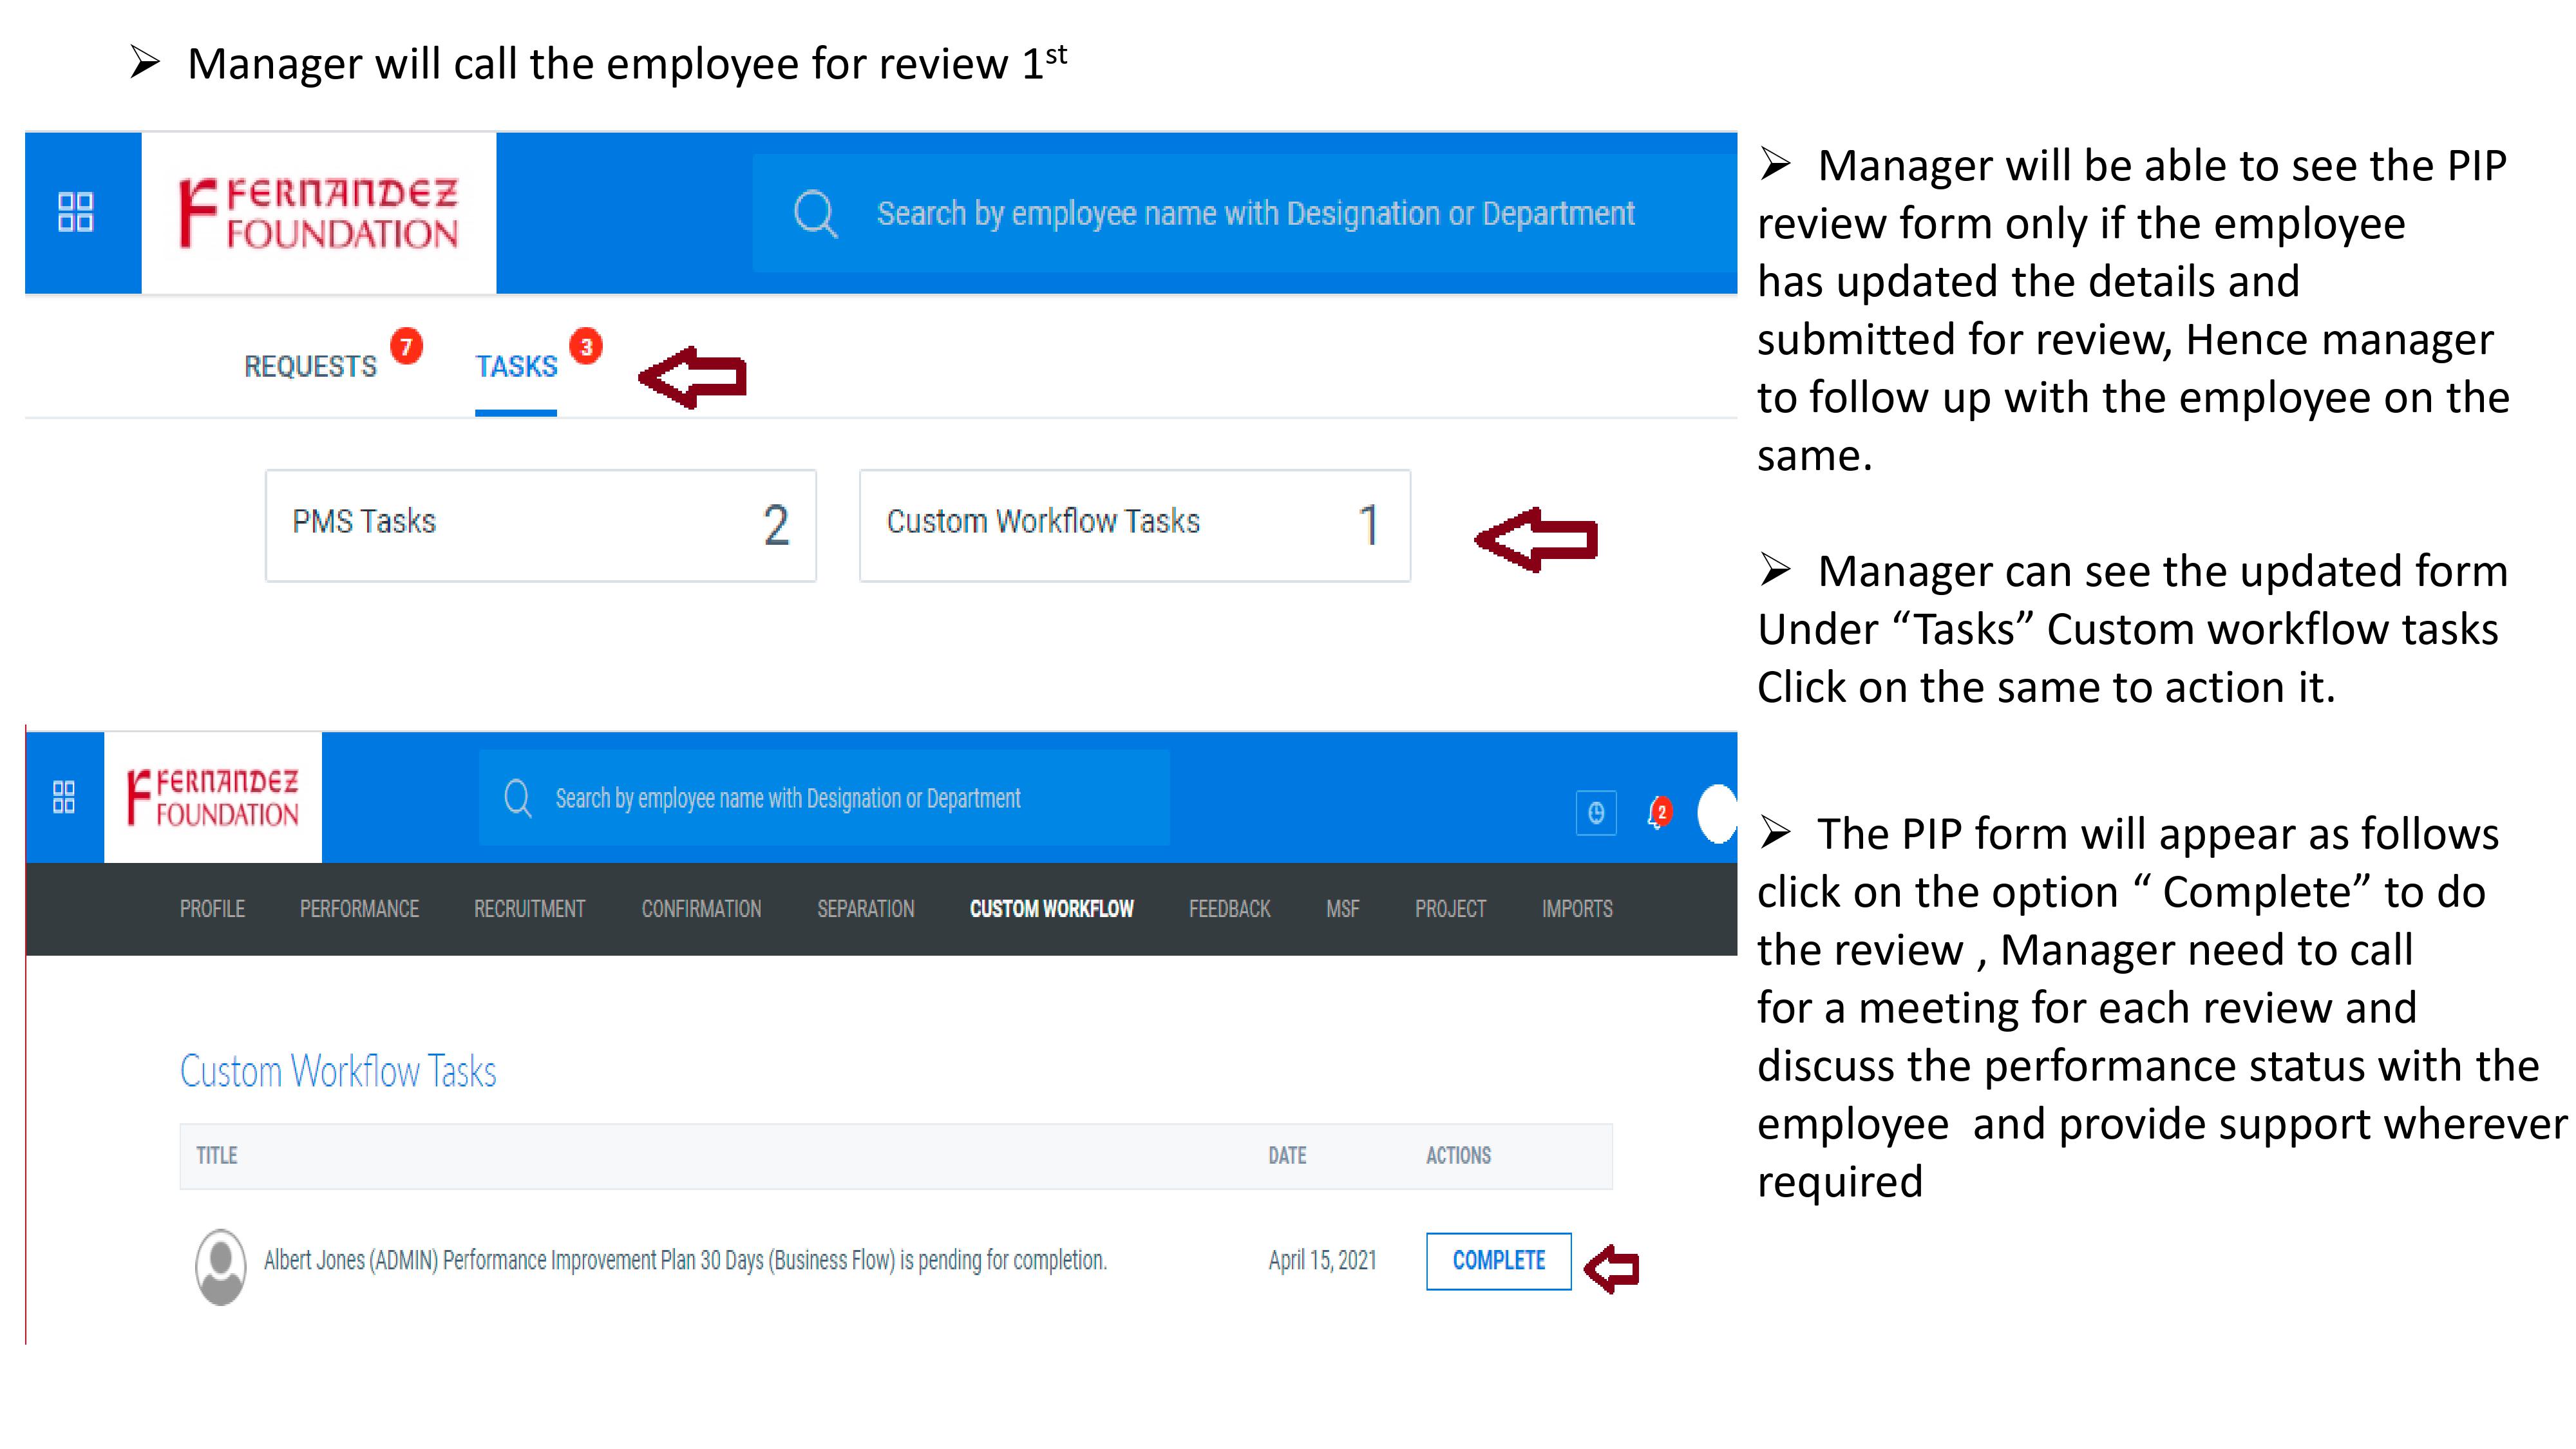 ➢ Manager will call the employee for review 1st
FERNANDEZ
FOUNDATION
Search by employee name with Designation or Department
REQUESTS 7 TASKS 3
PMS Tasks 2
Custom Workflow Tasks 1
➢ Manager will be able to see the PIP
review form only if the employee
has updated the details and
submitted for review, Hence manager
to follow up with the employee on the
same.
➢ Manager can see the updated form
Under “Tasks” Custom workflow tasks
Click on the same to action it.
FERNANDEZ
FOUNDATION
Search by employee name with Designation or Department
2
PROFILE PERFORMANCE RECRUITMENT CONFIRMATION SEPARATION CUSTOM WORKFLOW FEEDBACK MSF PROJECT IMPORTS
Custom Workflow Tasks
TITLE DATE ACTIONS
Albert Jones (ADMIN) Performance Improvement Plan 30 Days (Business Flow) is pending for completion. April 15, 2021 COMPLETE
➢ The PIP form will appear as follows
click on the option “ Complete” to do
the review , Manager need to call
for a meeting for each review and
discuss the performance status with the
employee  and provide support wherever
required